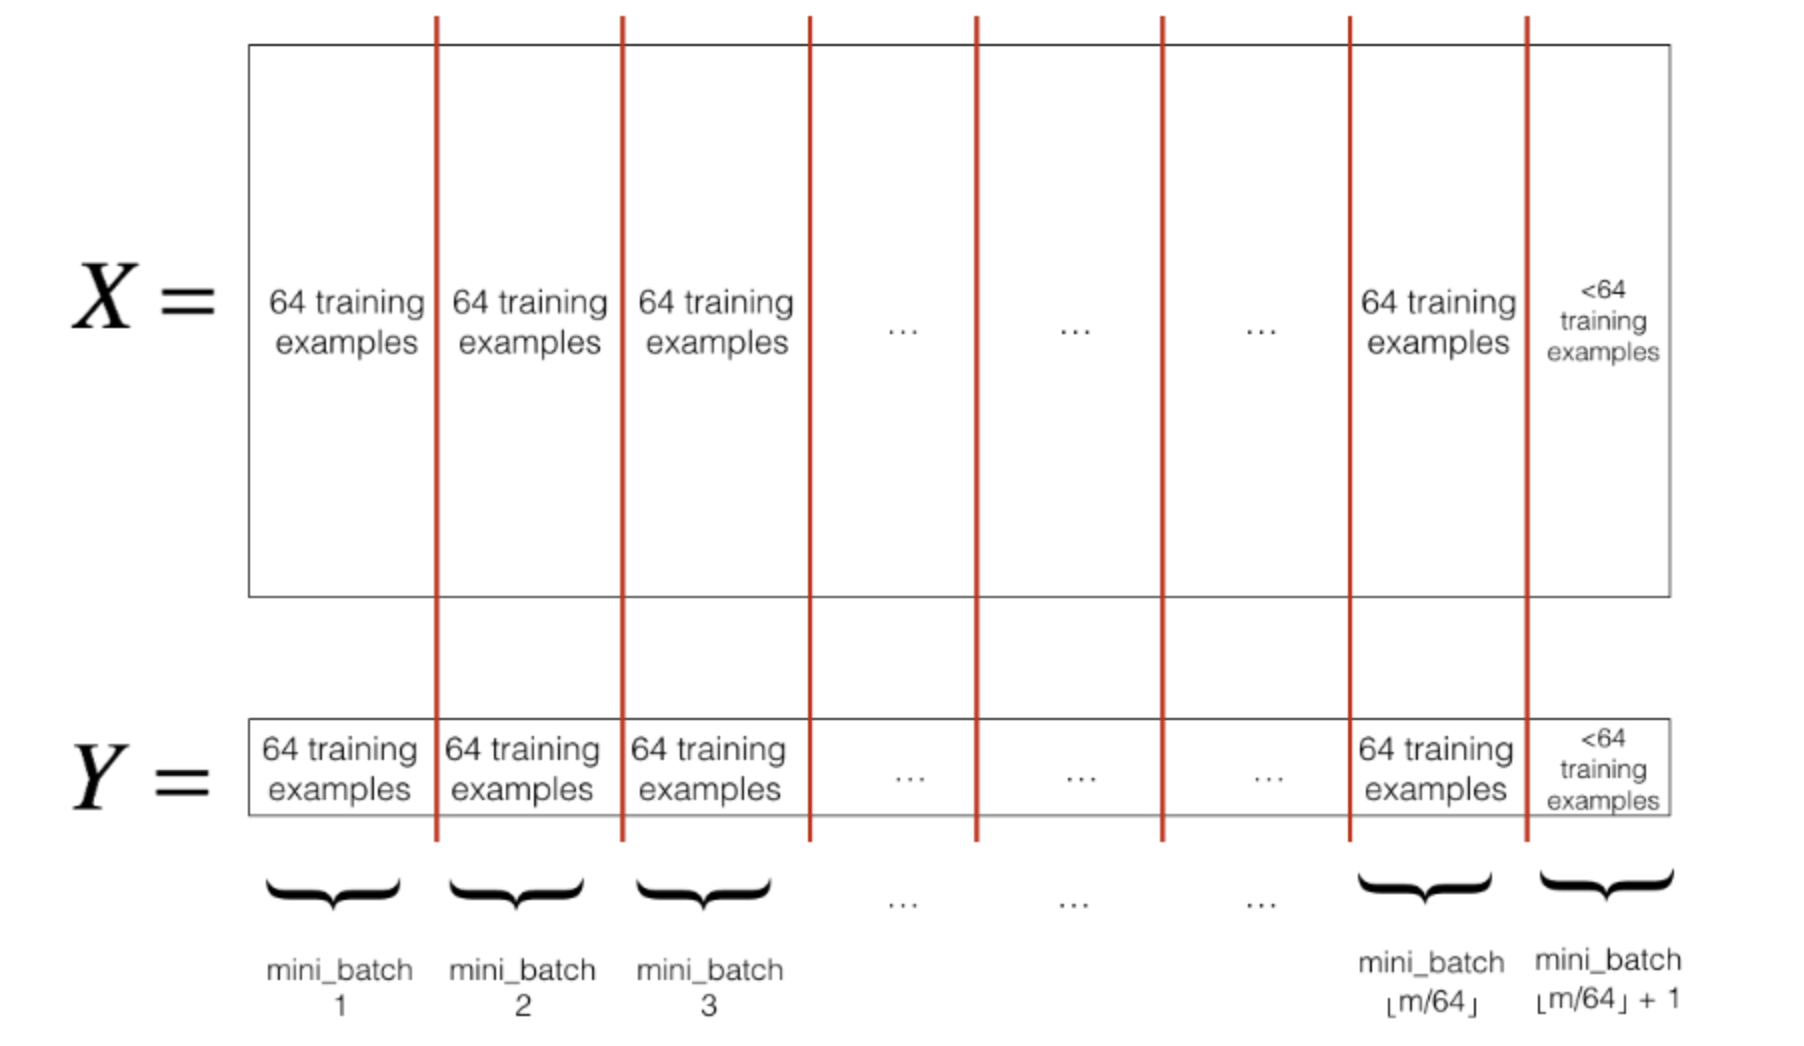 X =
64 training
examples
64 training
examples
64 training
examples
...
...
...
64 training
examples
<64
training
examples
Y =
64 training
examples
64 training
examples
64 training
examples
...
...
...
64 training
examples
<64
training
examples
...
...
...
mini_batch
1
mini_batch
2
mini_batch
3
mini_batch
⌊m/64⌋
mini_batch
⌊m/64⌋ + 1